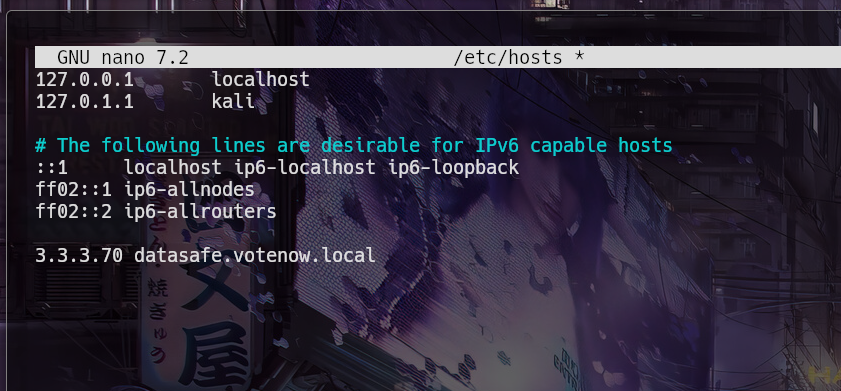 GNU nano 7.2 /etc/hosts *
127.0.0.1 localhost
127.0.1.1 kali
# The following lines are desirable for IPv6 capable hosts
::1 localhost ip6-localhost ip6-loopback
ff02::1 ip6-allnodes
ff02::2 ip6-allrouters
3.3.3.70 datasafe.votenow.local